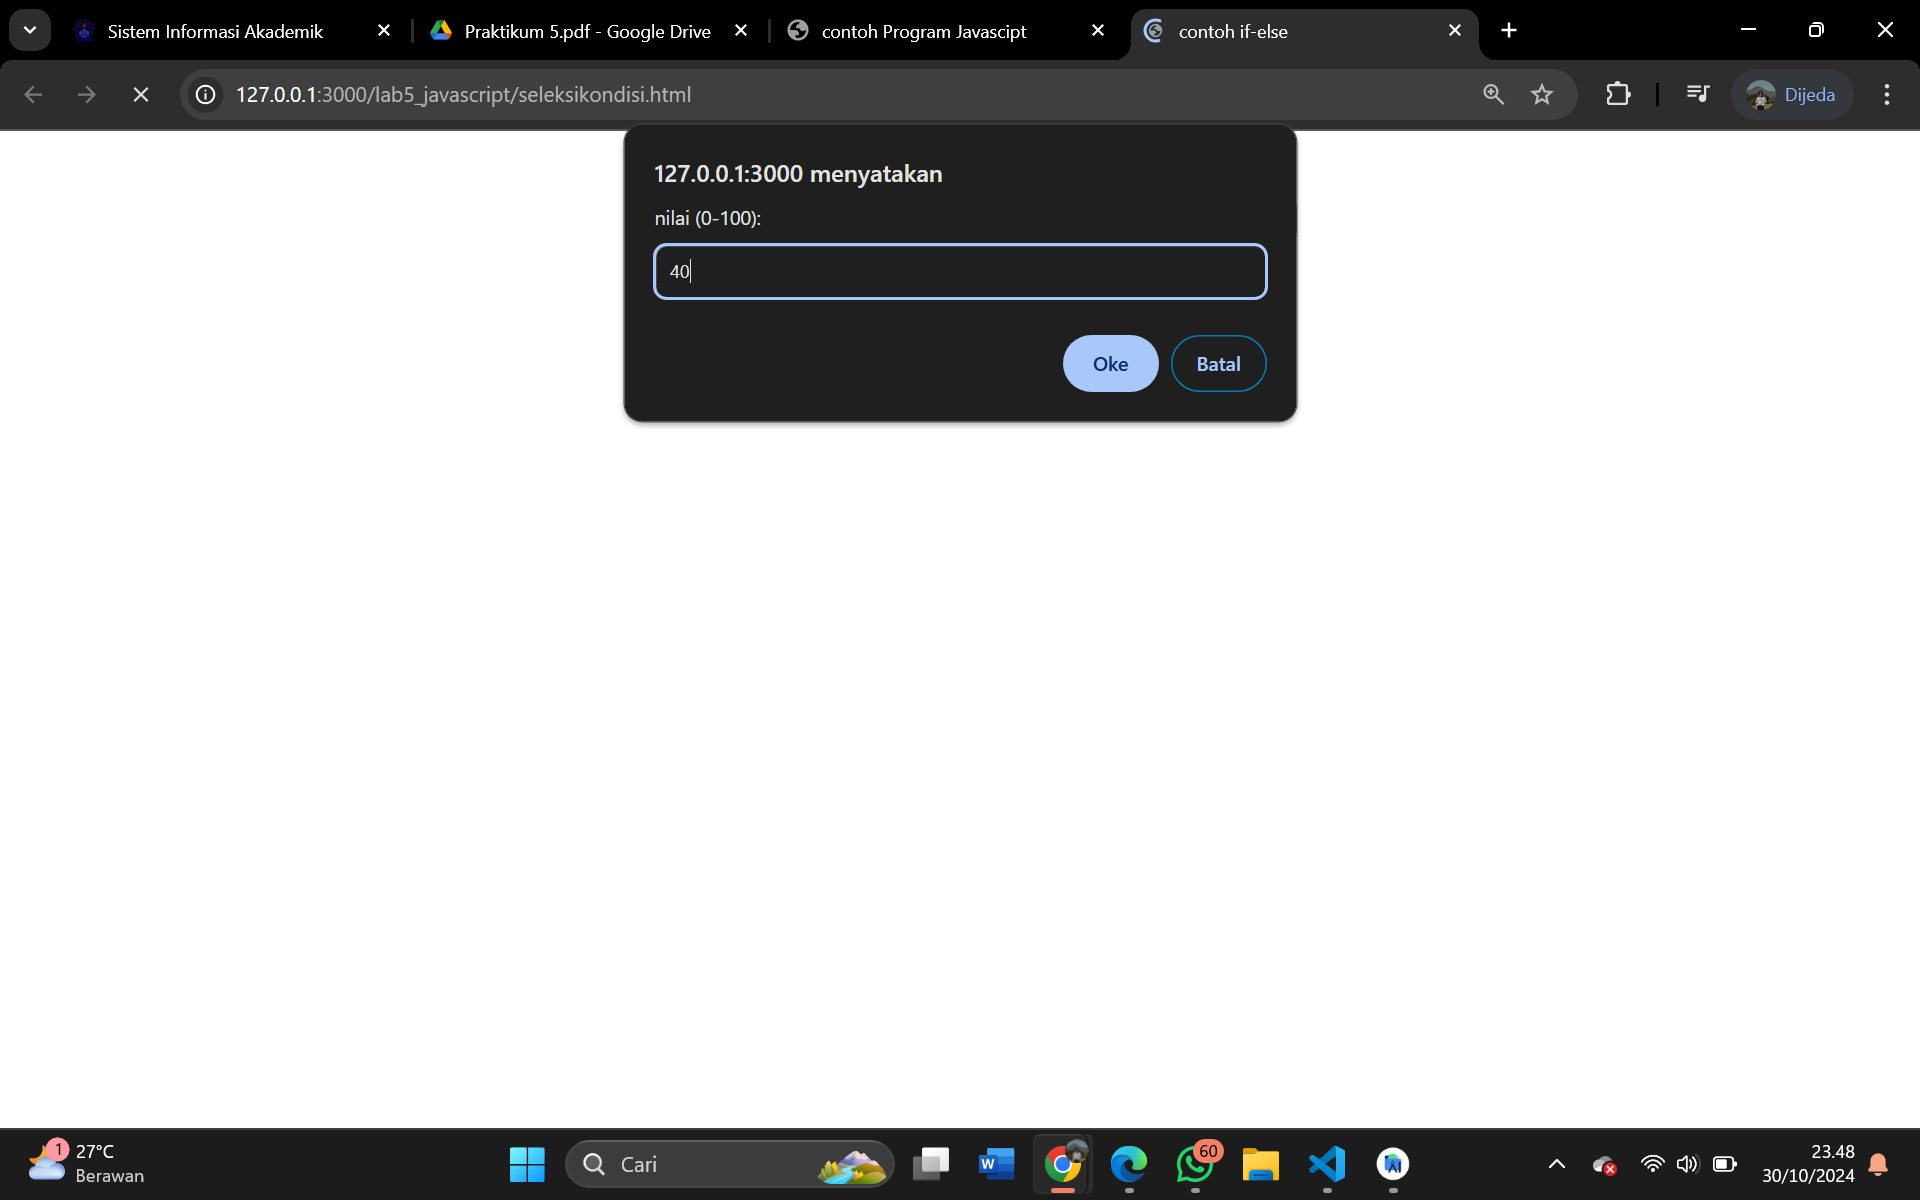 Sistem Informasi Akademik
Praktikum 5.pdf - Google Drive
contoh Program Javascipt
contoh if-else
127.0.0.1:3000/lab5_javascript/seleksikondisi.html
Dijeda
127.0.0.1:3000 menyatakan
nilai (0-100):
40
Oke
Batal
1
27°C
Berawan
Cari
W
60
23.48
30/10/2024